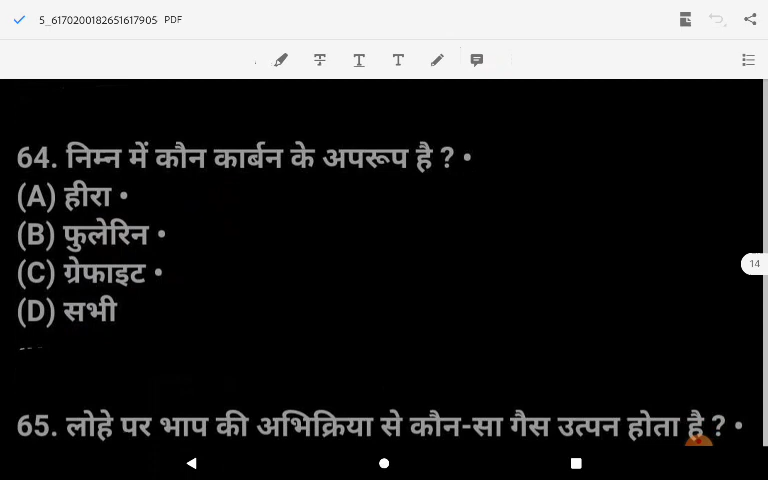 5_6170200182651617905 PDF
64. निम्न में कौन कार्बन के अपरूप है ? •
(A) हीरा •
(B) फुलेरिन •
(C) ग्रेफाइट •
(D) सभी
14
65. लोहे पर भाप की अभिक्रिया से कौन-सा गैस उत्पन होता है ? •